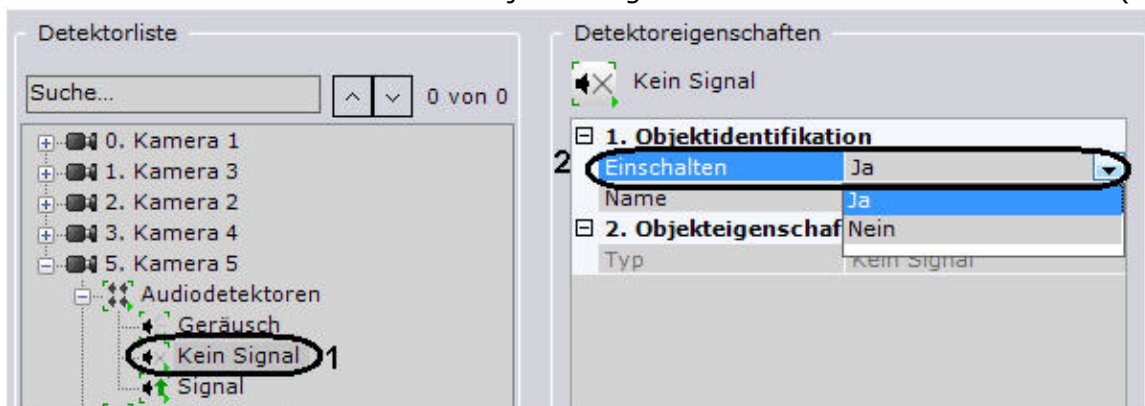 Detektorliste
Suche...
0 von 0
0. Kamera 1
1. Kamera 3
2. Kamera 2
3. Kamera 4
5. Kamera 5
Audiodetektoren
Geräusch
Kein Signal 1
Signal
Detektoreigenschaften
Kein Signal
1. Objektidentifikation
2 Einschalten Ja
Name Ja
2. Objekteigenschaf Nein
Typ Kein Signal